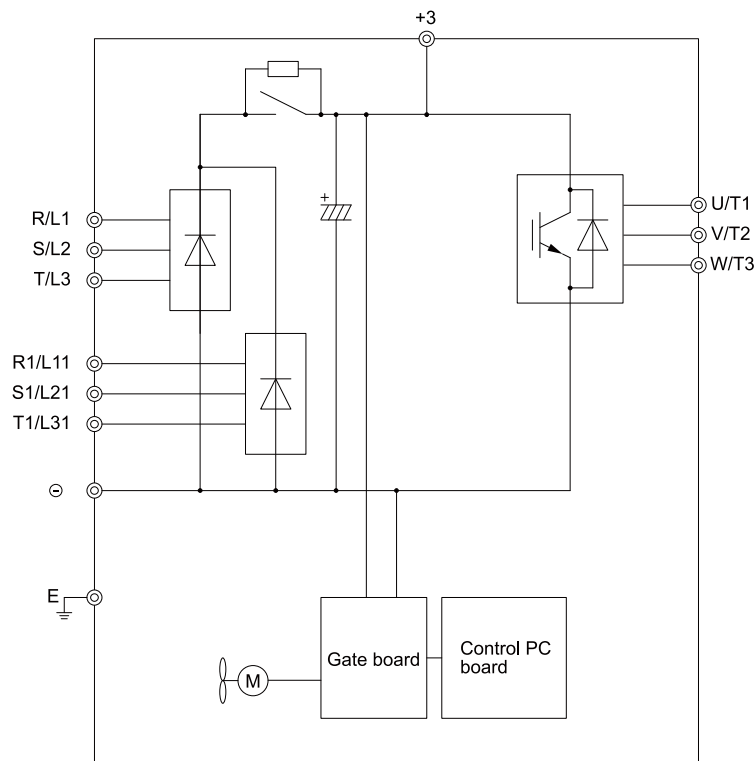 +3
+
R/L1
S/L2
T/L3
U/T1
V/T2
W/T3
R1/L11
S1/L21
T1/L31
⊖
E
Gate board
Control PC
board
M